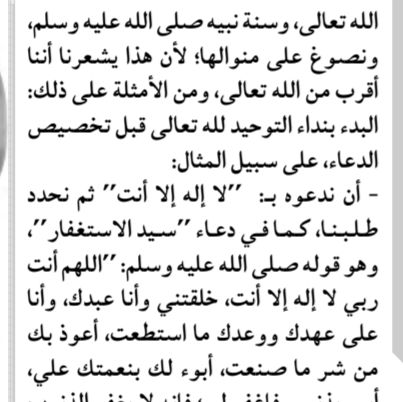 الله تعالى، وسنة نبيه صلى الله عليه وسلم،
ونصوغ على منوالها؛ لأن هذا يشعرنا أننا
أقرب من الله تعالى، ومن الأمثلة على ذلك:
البدء بنداء التوحيد لله تعالى قبل تخصيص
الدعاء، على سبيل المثال:
- أن ندعوه بـ: ’’لا إله إلا أنت‘‘ ثم نحدد
طلبنا، كما في دعاء ’’سيد الاستغفار‘‘،
وهو قوله صلى الله عليه وسلم: ’’اللهم أنت
ربي لا إله إلا أنت، خلقتني وأنا عبدك، وأنا
على عهدك ووعدك ما استطعت، أعوذ بك
من شر ما صنعت، أبوء لك بنعمتك علي،